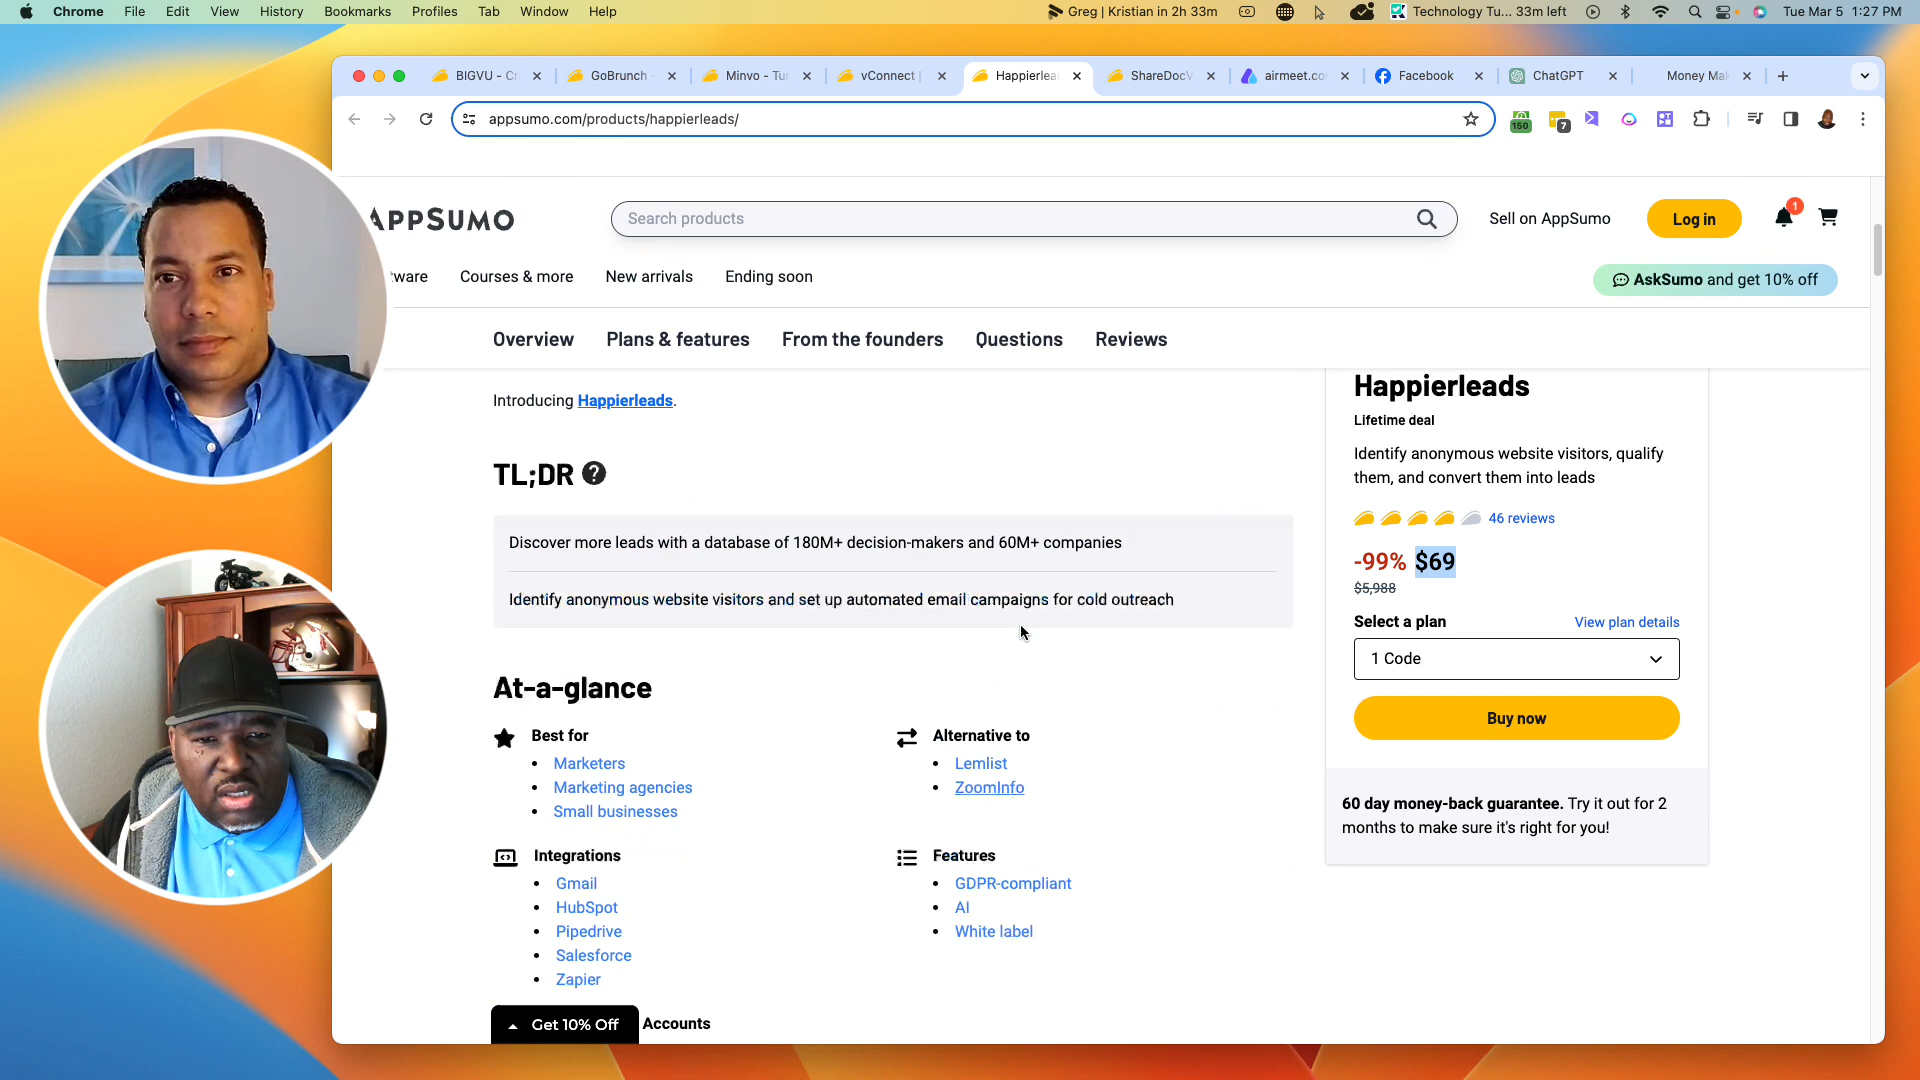 Chrome File Edit View History Bookmarks Profiles Tab Window Help
Greg | Kristian in 2h 33m
Technology Tu... 33m left
Tue Mar 5 1:27 PM
BIGVU - Cr
GoBrunch -
Minvo - Tur
vConnect |
Happierlea
ShareDocV
airmeet.co
Facebook
ChatGPT
Money Ma
appsumo.com/products/happierleads/
150
7
APPSUMO
Search products
Sell on AppSumo
Log in
1
tware
Courses & more
New arrivals
Ending soon
AskSumo and get 10% off
Overview
Plans & features
From the founders
Questions
Reviews
Introducing Happierleads.
TL;DR ?
Discover more leads with a database of 180M+ decision-makers and 60M+ companies
Identify anonymous website visitors and set up automated email campaigns for cold outreach
At-a-glance
Best for
Marketers
Marketing agencies
Small businesses
Alternative to
Lemlist
ZoomInfo
Integrations
Gmail
HubSpot
Pipedrive
Salesforce
Zapier
Features
GDPR-compliant
AI
White label
Get 10% Off
Accounts
Happierleads
Lifetime deal
Identify anonymous website visitors, qualify
them, and convert them into leads
46 reviews
-99% $69
$5,988
Select a plan
View plan details
1 Code
Buy now
60 day money-back guarantee. Try it out for 2
months to make sure it's right for you!